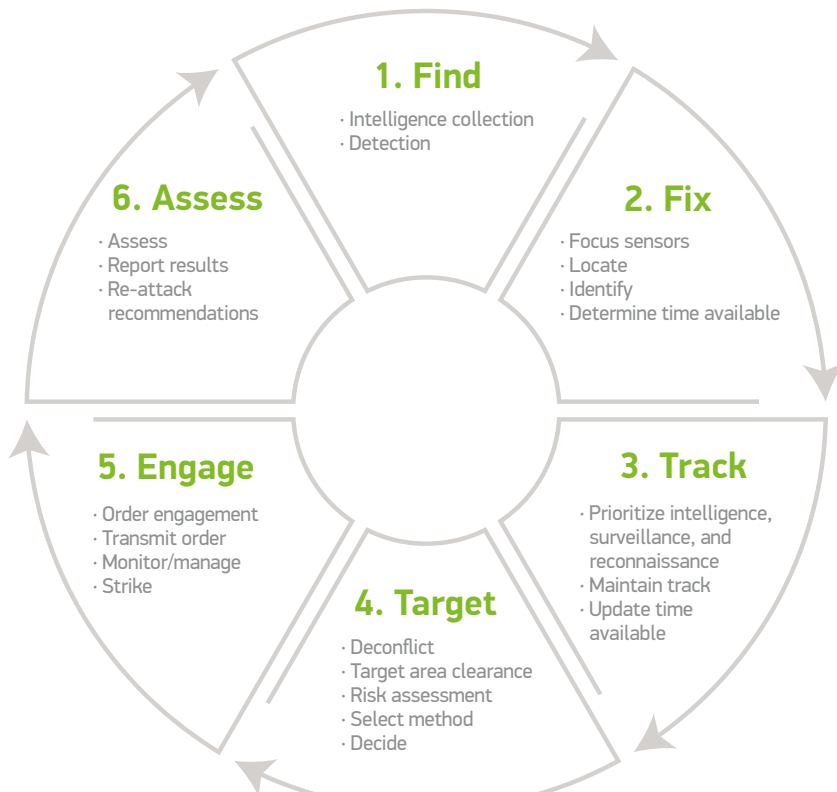 1. Find
· Intelligence collection
· Detection
2. Fix
· Focus sensors
· Locate
· Identify
· Determine time available
3. Track
· Prioritize intelligence,
surveillance, and
reconnaissance
· Maintain track
· Update time
available
4. Target
· Deconflict
· Target area clearance
· Risk assessment
· Select method
· Decide
5. Engage
· Order engagement
· Transmit order
· Monitor/manage
· Strike
6. Assess
· Assess
· Report results
· Re-attack
recommendations